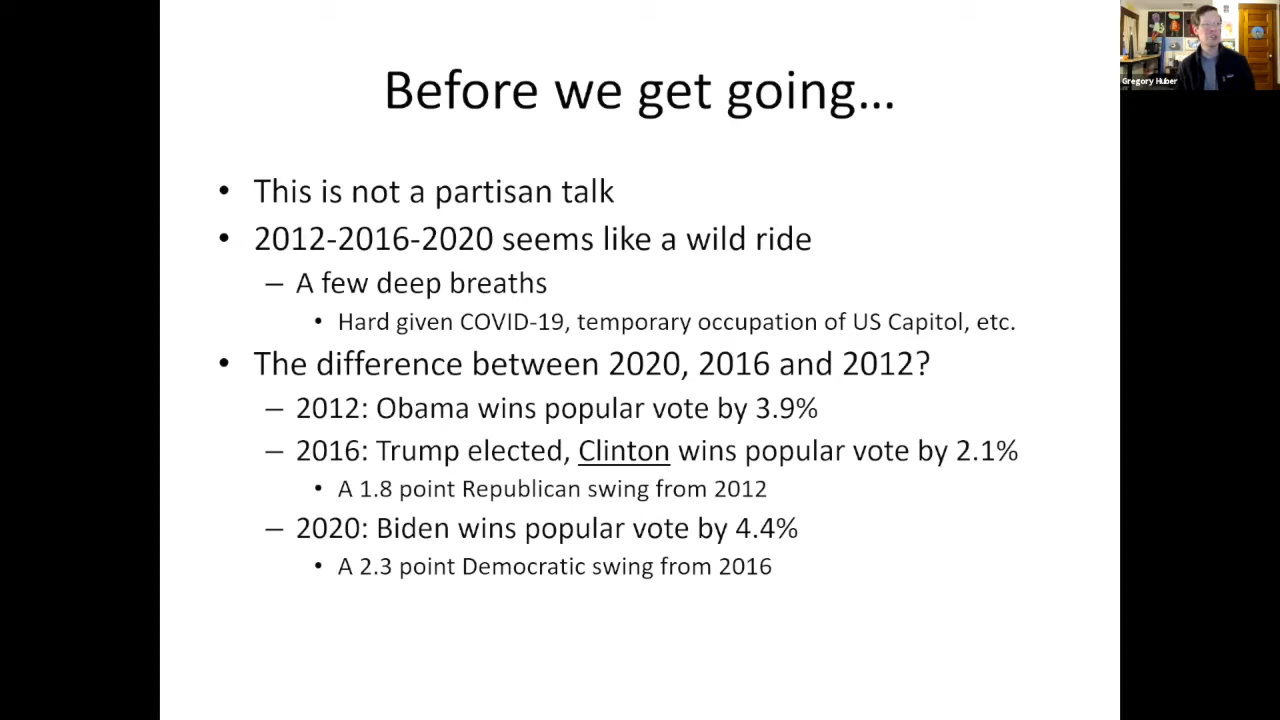 Before we get going…
• This is not a partisan talk
• 2012-2016-2020 seems like a wild ride
– A few deep breaths
• Hard given COVID-19, temporary occupation of US Capitol, etc.
• The difference between 2020, 2016 and 2012?
– 2012: Obama wins popular vote by 3.9%
– 2016: Trump elected, Clinton wins popular vote by 2.1%
• A 1.8 point Republican swing from 2012
– 2020: Biden wins popular vote by 4.4%
• A 2.3 point Democratic swing from 2016
Gregory Huber